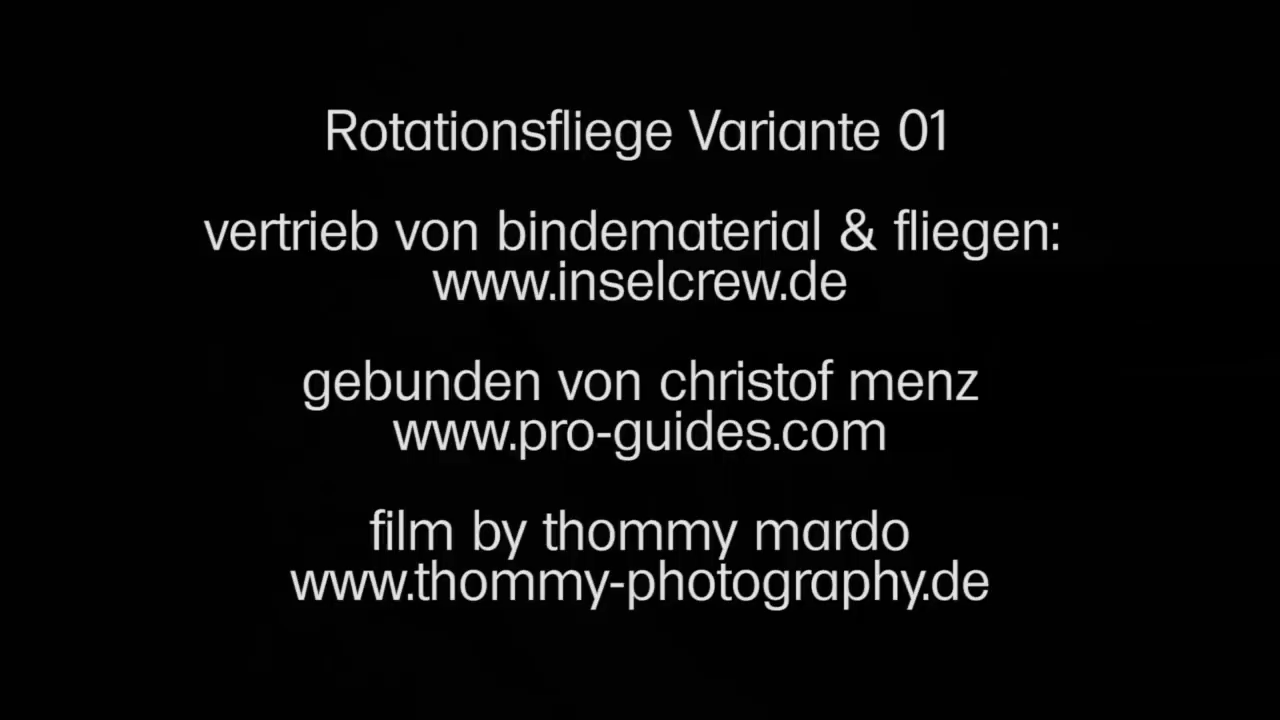 Rotationsfliege Variante 01
vertrieb von bindematerial & fliegen:
www.inselcrew.de
gebunden von christof menz
www.pro-guides.com
film by thommy mardo
www.thommy-photography.de